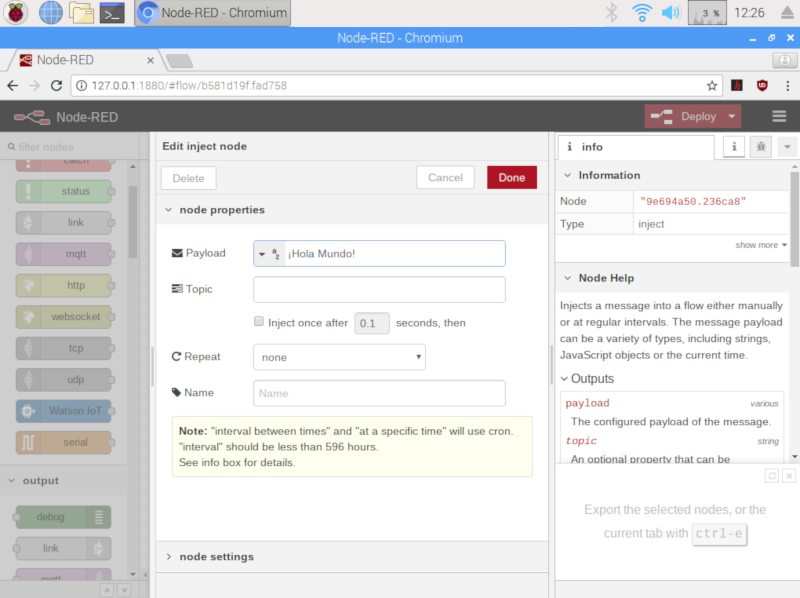 Node-RED - Chromium
3 %
12:26
Node-RED - Chromium
Node-RED
127.0.0.1:1880/#flow/b581d19f.fad758
Node-RED
Deploy
filter nodes
catch
status
link
mqtt
http
websocket
tcp
udp
Watson IoT
serial
output
debug
link
mqtt
Edit inject node
Delete
Cancel
Done
node properties
Payload
¡Hola Mundo!
Topic
Inject once after 0.1 seconds, then
Repeat
none
Name
Name
Note: "interval between times" and "at a specific time" will use cron.
"interval" should be less than 596 hours.
See info box for details.
node settings
i info
i
Information
Node "9e694a50.236ca8"
Type inject
show more
Node Help
Injects a message into a flow either manually
or at regular intervals. The message payload
can be a variety of types, including strings,
JavaScript objects or the current time.
Outputs
payload various
The configured payload of the message.
topic string
An optional property that can be
Export the selected nodes, or the
current tab with ctrl-e